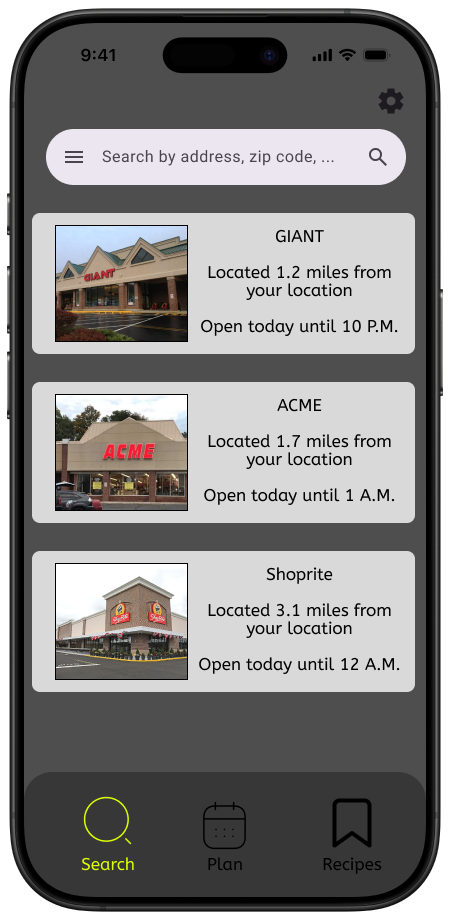 9:41
Search by address, zip code, ...
GIANT
GIANT
Located 1.2 miles from
your location
Open today until 10 P.M.
ACME
ACME
Located 1.7 miles from
your location
Open today until 1 A.M.
Shoprite
Located 3.1 miles from
your location
Open today until 12 A.M.
Search
Plan
Recipes